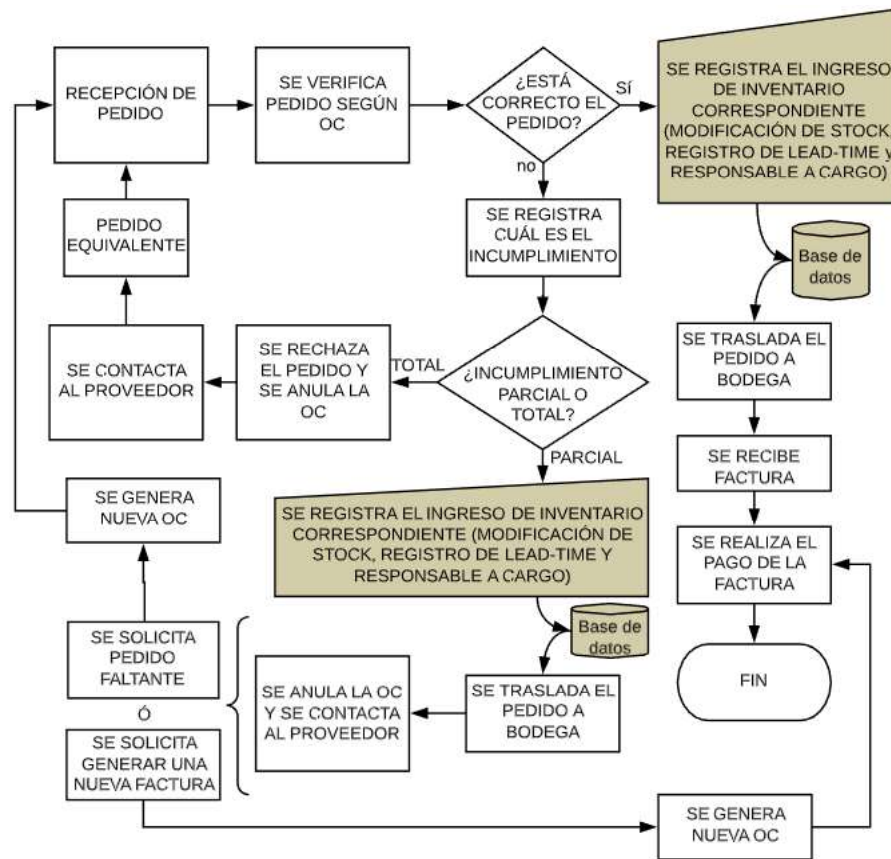 RECEPCIÓN DE
PEDIDO
SE VERIFICA
PEDIDO SEGÚN
OC
¿ESTÁ
CORRECTO EL
PEDIDO?
Sí
no
SE REGISTRA EL INGRESO
DE INVENTARIO
CORRESPONDIENTE
(MODIFICACIÓN DE STOCK,
REGISTRO DE LEAD-TIME y
RESPONSABLE A CARGO)
Base de
datos
SE TRASLADA EL
PEDIDO A
BODEGA
SE RECIBE
FACTURA
SE REALIZA EL
PAGO DE LA
FACTURA
FIN
SE REGISTRA
CUÁL ES EL
INCUMPLIMIENTO
¿INCUMPLIMIENTO
PARCIAL O
TOTAL?
TOTAL
SE RECHAZA
EL PEDIDO Y
SE ANULA LA
OC
SE CONTACTA
AL PROVEEDOR
PEDIDO
EQUIVALENTE
PARCIAL
SE REGISTRA EL INGRESO DE INVENTARIO
CORRESPONDIENTE (MODIFICACIÓN DE
STOCK, REGISTRO DE LEAD-TIME Y
RESPONSABLE A CARGO)
Base de
datos
SE TRASLADA EL
PEDIDO A
BODEGA
SE ANULA LA OC
Y SE CONTACTA
AL PROVEEDOR
SE SOLICITA
PEDIDO
FALTANTE
Ó
SE SOLICITA
GENERAR UNA
NUEVA FACTURA
SE GENERA
NUEVA OC
SE GENERA
NUEVA OC